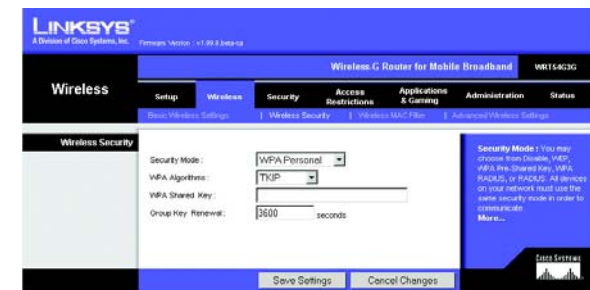 LINKSYS®
A Division of Cisco Systems, Inc.
Firmware Version : v1.99.8.beta-na
Wireless-G Router for Mobile Broadband
WRT54G3G
Wireless
Setup
Wireless
Security
Access Restrictions
Applications & Gaming
Administration
Status
Basic Wireless Settings
| Wireless Security
| Wireless MAC Filter
| Advanced Wireless Settings
Wireless Security
Security Mode :
WPA Personal
WPA Algorithms :
TKIP
WPA Shared Key :
Group Key Renewal :
3600
seconds
Security Mode : You may
choose from Disable, WEP,
WPA Pre-Shared Key, WPA
RADIUS, or RADIUS. All devices
on your network must use the
same security mode in order to
communicate
More...
CISCO SYSTEMS
Save Settings
Cancel Changes